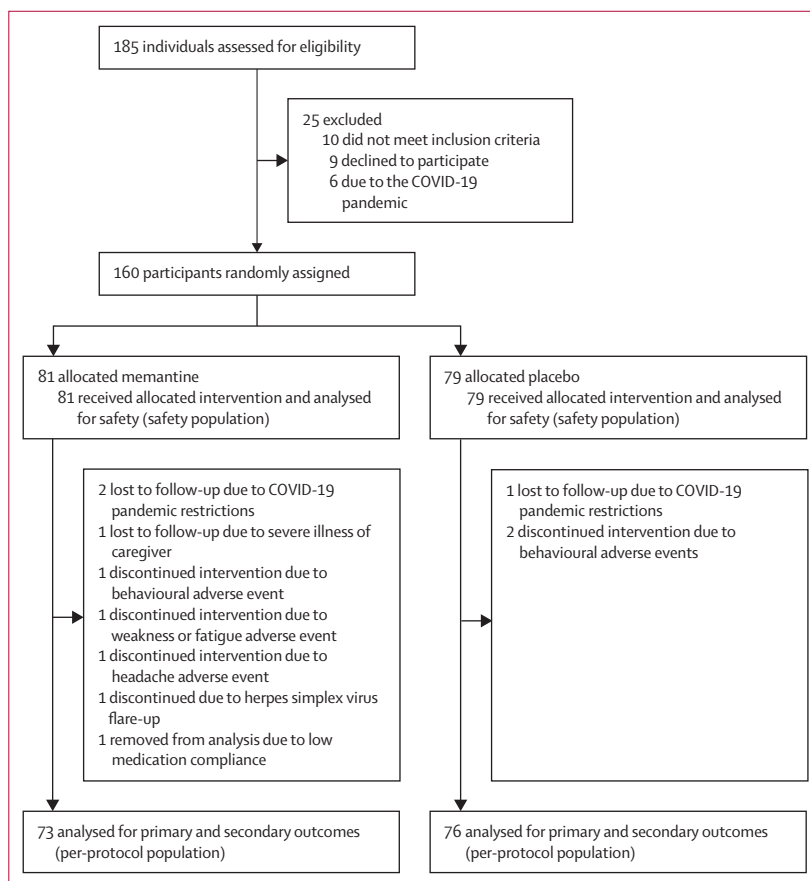 185 individuals assessed for eligibility
25 excluded
10 did not meet inclusion criteria
9 declined to participate
6 due to the COVID-19
pandemic
160 participants randomly assigned
81 allocated memantine
81 received allocated intervention and analysed
for safety (safety population)
79 allocated placebo
79 received allocated intervention and analysed
for safety (safety population)
2 lost to follow-up due to COVID-19
pandemic restrictions
1 lost to follow-up due to severe illness of
caregiver
1 discontinued intervention due to
behavioural adverse event
1 discontinued intervention due to
weakness or fatigue adverse event
1 discontinued intervention due to
headache adverse event
1 discontinued due to herpes simplex virus
flare-up
1 removed from analysis due to low
medication compliance
1 lost to follow-up due to COVID-19
pandemic restrictions
2 discontinued intervention due to
behavioural adverse events
73 analysed for primary and secondary outcomes
(per-protocol population)
76 analysed for primary and secondary outcomes
(per-protocol population)